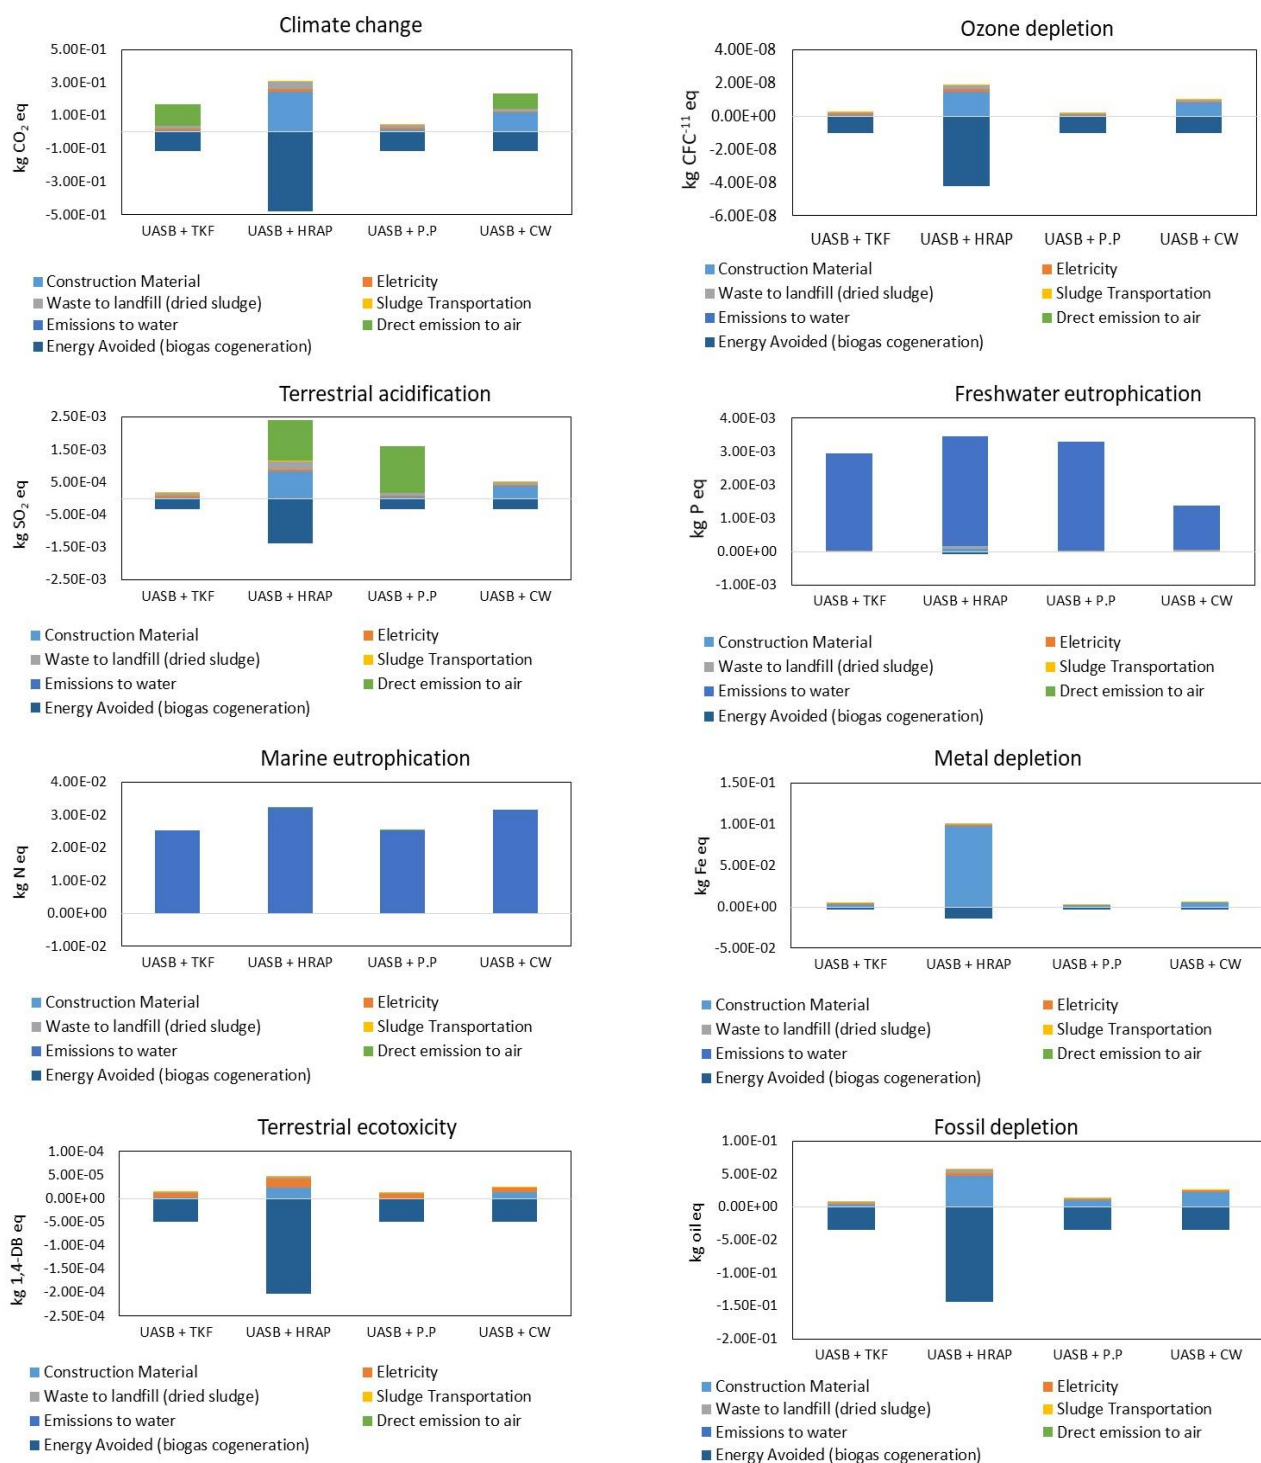 Climate change
5.00E-01
3.00E-01
1.00E-01
-1.00E-01
-3.00E-01
-5.00E-01
kg CO₂ eq
UASB + TKF UASB + HRAP UASB + P.P UASB + CW
Construction Material Eletricity
Waste to landfill (dried sludge) Sludge Transportation
Emissions to water Drect emission to air
Energy Avoided (biogas cogeneration)
Ozone depletion
4.00E-08
2.00E-08
0.00E+00
-2.00E-08
-4.00E-08
-6.00E-08
kg CFC⁻¹¹ eq
UASB + TKF UASB + HRAP UASB + P.P UASB + CW
Construction Material Eletricity
Waste to landfill (dried sludge) Sludge Transportation
Emissions to water Drect emission to air
Energy Avoided (biogas cogeneration)
Terrestrial acidification
2.50E-03
1.50E-03
5.00E-04
-5.00E-04
-1.50E-03
-2.50E-03
kg SO₂ eq
UASB + TKF UASB + HRAP UASB + P.P UASB + CW
Construction Material Eletricity
Waste to landfill (dried sludge) Sludge Transportation
Emissions to water Drect emission to air
Energy Avoided (biogas cogeneration)
Freshwater eutrophication
4.00E-03
3.00E-03
2.00E-03
1.00E-03
0.00E+00
-1.00E-03
kg P eq
UASB + TKF UASB + HRAP UASB + P.P UASB + CW
Construction Material Eletricity
Waste to landfill (dried sludge) Sludge Transportation
Emissions to water Drect emission to air
Energy Avoided (biogas cogeneration)
Marine eutrophication
4.00E-02
3.00E-02
2.00E-02
1.00E-02
0.00E+00
-1.00E-02
kg N eq
UASB + TKF UASB + HRAP UASB + P.P UASB + CW
Construction Material Eletricity
Waste to landfill (dried sludge) Sludge Transportation
Emissions to water Drect emission to air
Energy Avoided (biogas cogeneration)
Metal depletion
1.50E-01
1.00E-01
5.00E-02
0.00E+00
-5.00E-02
kg Fe eq
UASB + TKF UASB + HRAP UASB + P.P UASB + CW
Construction Material Eletricity
Waste to landfill (dried sludge) Sludge Transportation
Emissions to water Drect emission to air
Energy Avoided (biogas cogeneration)
Terrestrial ecotoxicity
1.00E-04
5.00E-05
0.00E+00
-5.00E-05
-1.00E-04
-1.50E-04
-2.00E-04
-2.50E-04
kg 1,4-DB eq
UASB + TKF UASB + HRAP UASB + P.P UASB + CW
Construction Material Eletricity
Waste to landfill (dried sludge) Sludge Transportation
Emissions to water Drect emission to air
Energy Avoided (biogas cogeneration)
Fossil depletion
1.00E-01
5.00E-02
0.00E+00
-5.00E-02
-1.00E-01
-1.50E-01
-2.00E-01
kg oil eq
UASB + TKF UASB + HRAP UASB + P.P UASB + CW
Construction Material Eletricity
Waste to landfill (dried sludge) Sludge Transportation
Emissions to water Drect emission to air
Energy Avoided (biogas cogeneration)